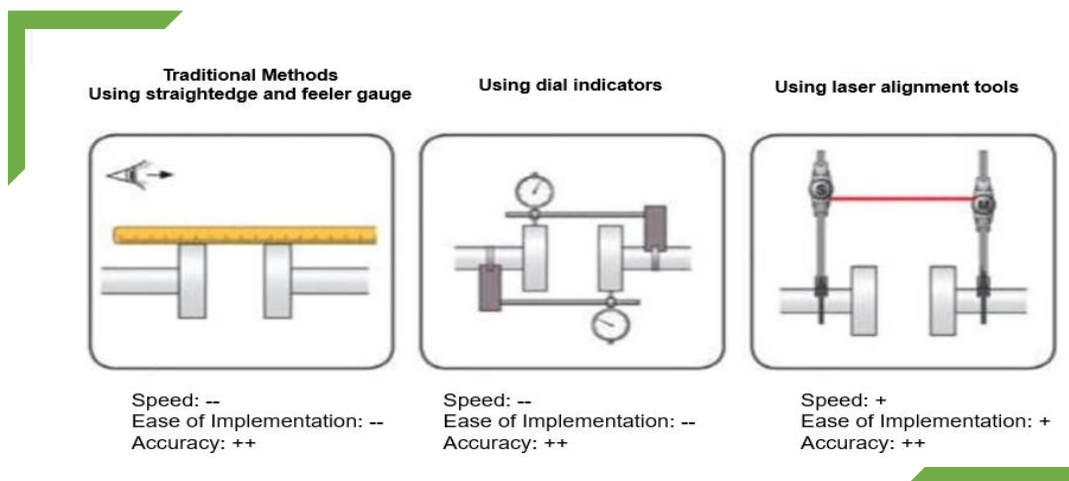 Traditional Methods
Using straightedge and feeler gauge
Using dial indicators
Using laser alignment tools
S
M
Speed: --
Ease of Implementation: --
Accuracy: ++
Speed: --
Ease of Implementation: --
Accuracy: ++
Speed: +
Ease of Implementation: +
Accuracy: ++